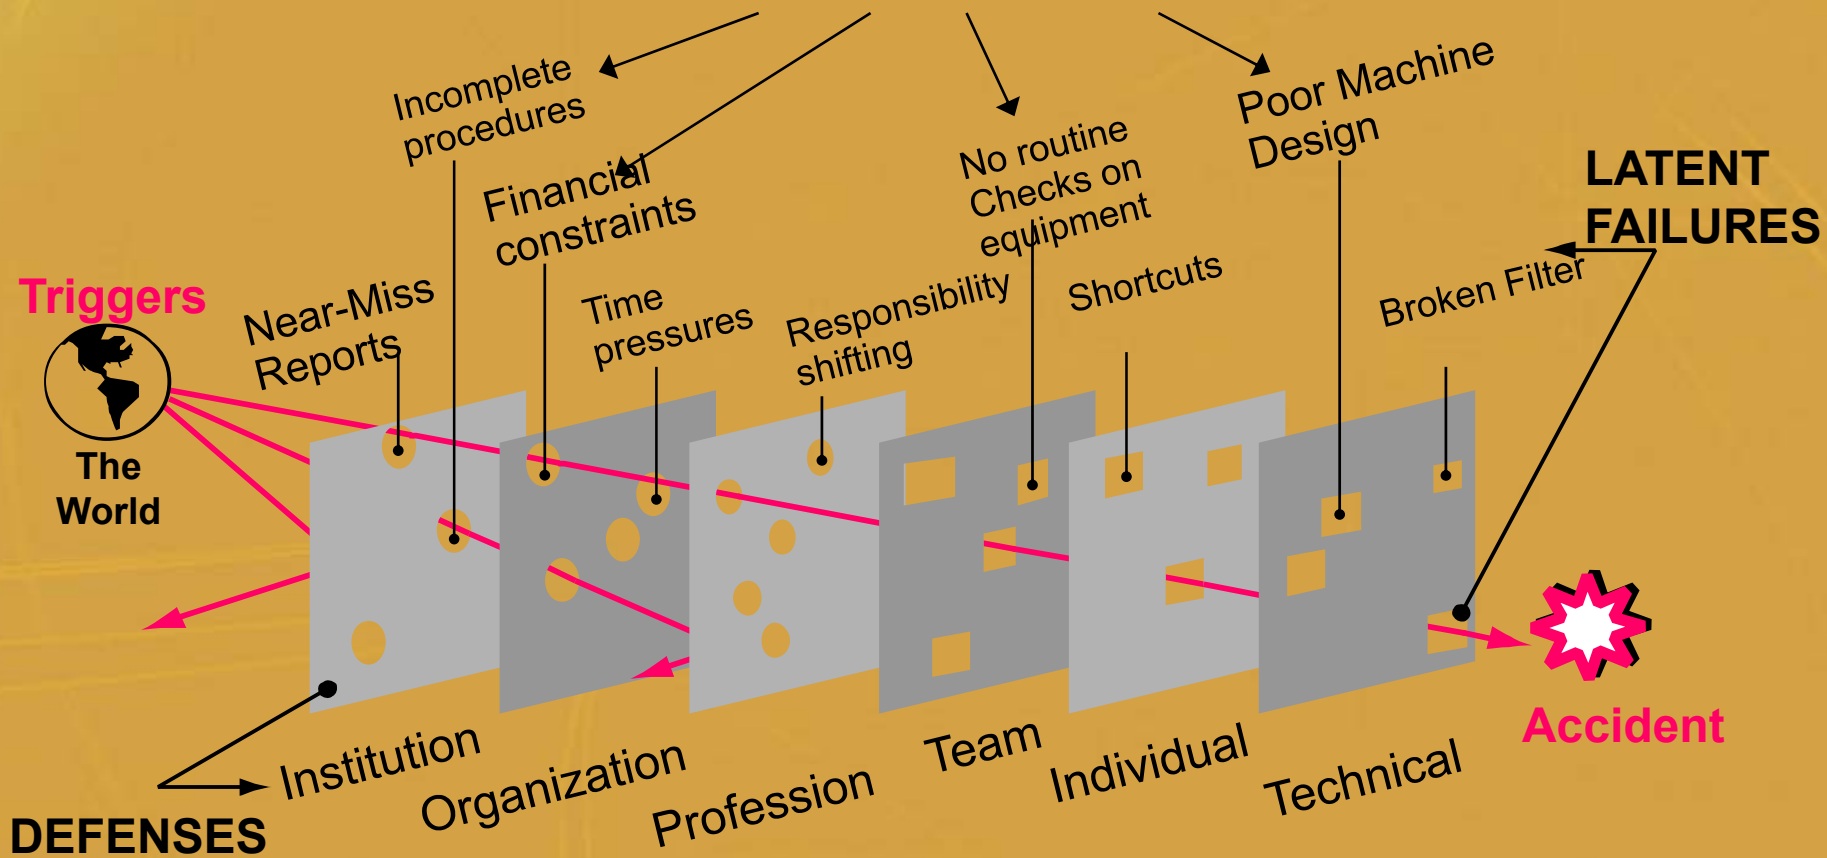 Incomplete
procedures
Financial
constraints
No routine
Checks on
equipment
Poor Machine
Design
LATENT
FAILURES
Triggers
Near-Miss
Reports
Time
pressures
Responsibility
shifting
Shortcuts
Broken Filter
The
World
Institution
Organization
Profession
Team
Individual
Technical
Accident
DEFENSES